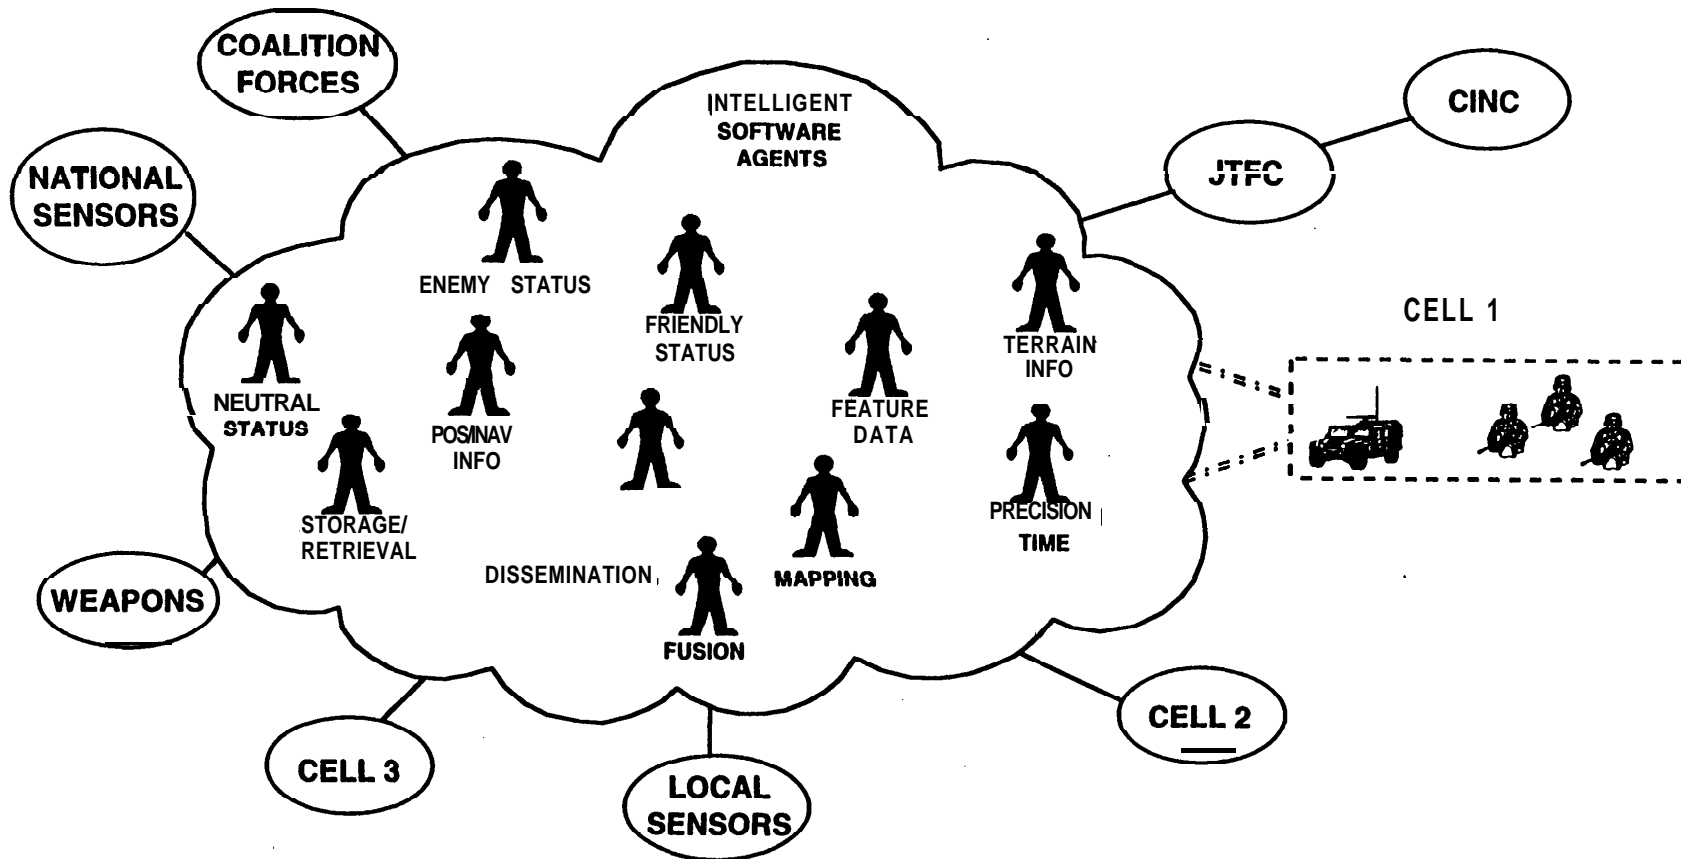 COALITION
FORCES
INTELLIGENT
SOFTWARE
AGENTS
CINC
JTFC
NATIONAL
SENSORS
ENEMY STATUS
FRIENDLY
STATUS
TERRAIN
INFO
CELL 1
NEUTRAL
STATUS
POS/NAV
INFO
FEATURE
DATA
STORAGE/
RETRIEVAL
PRECISION
TIME
DISSEMINATION
MAPPING
WEAPONS
FUSION
CELL 2
CELL 3
LOCAL
SENSORS